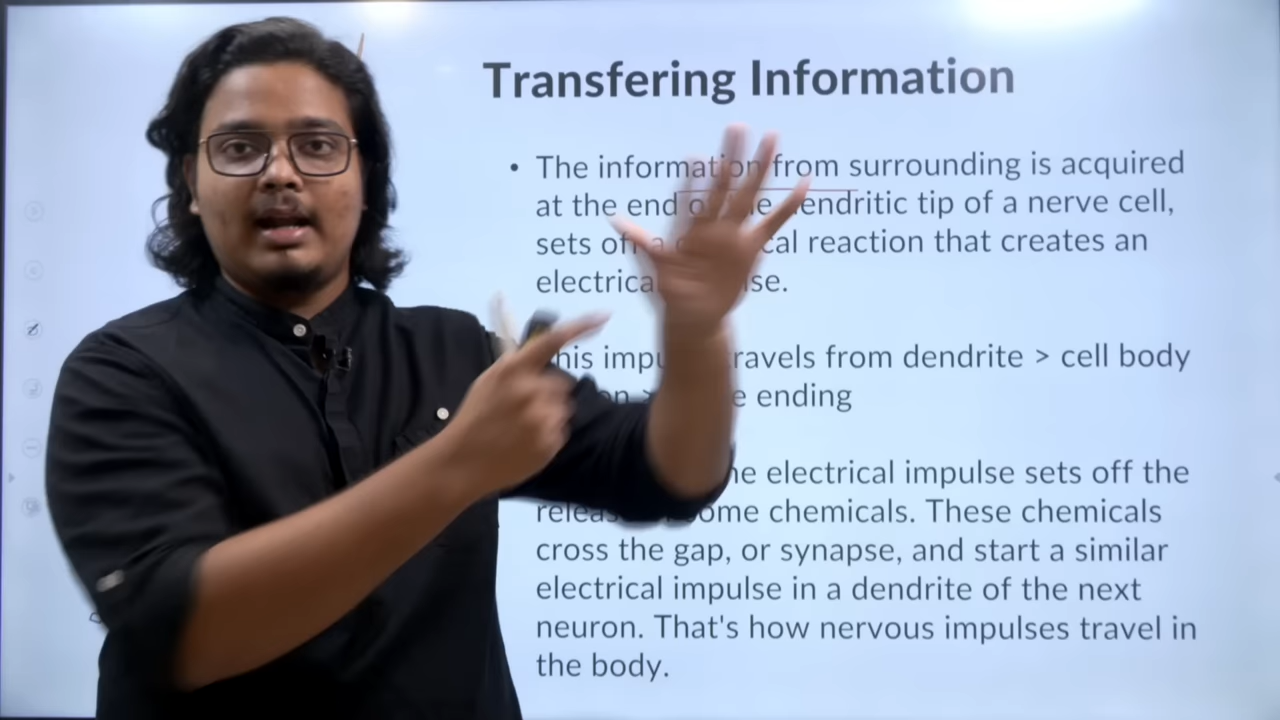 Transfering Information
• The information from surrounding is acquired
at the end dendritic tip of a nerve cell,
sets reaction that creates an
travels from dendrite > cell body
ending
electrical impulse sets off the
chemicals. These chemicals
cross the gap, or synapse, and start a similar
electrical impulse in a dendrite of the next
neuron. That's how nervous impulses travel in
the body.